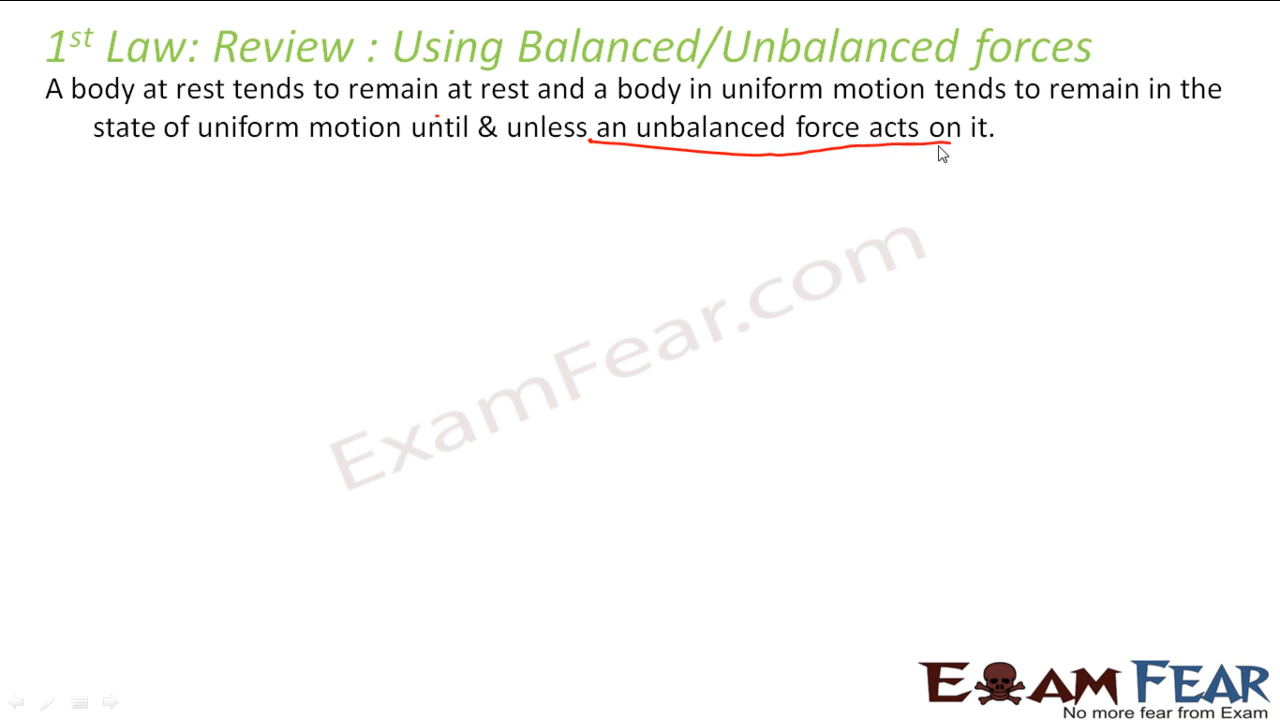 1st Law: Review : Using Balanced/Unbalanced forces
A body at rest tends to remain at rest and a body in uniform motion tends to remain in the
state of uniform motion until & unless an unbalanced force acts on it.
ExamFear.com
EXAM FEAR
No more fear from Exam